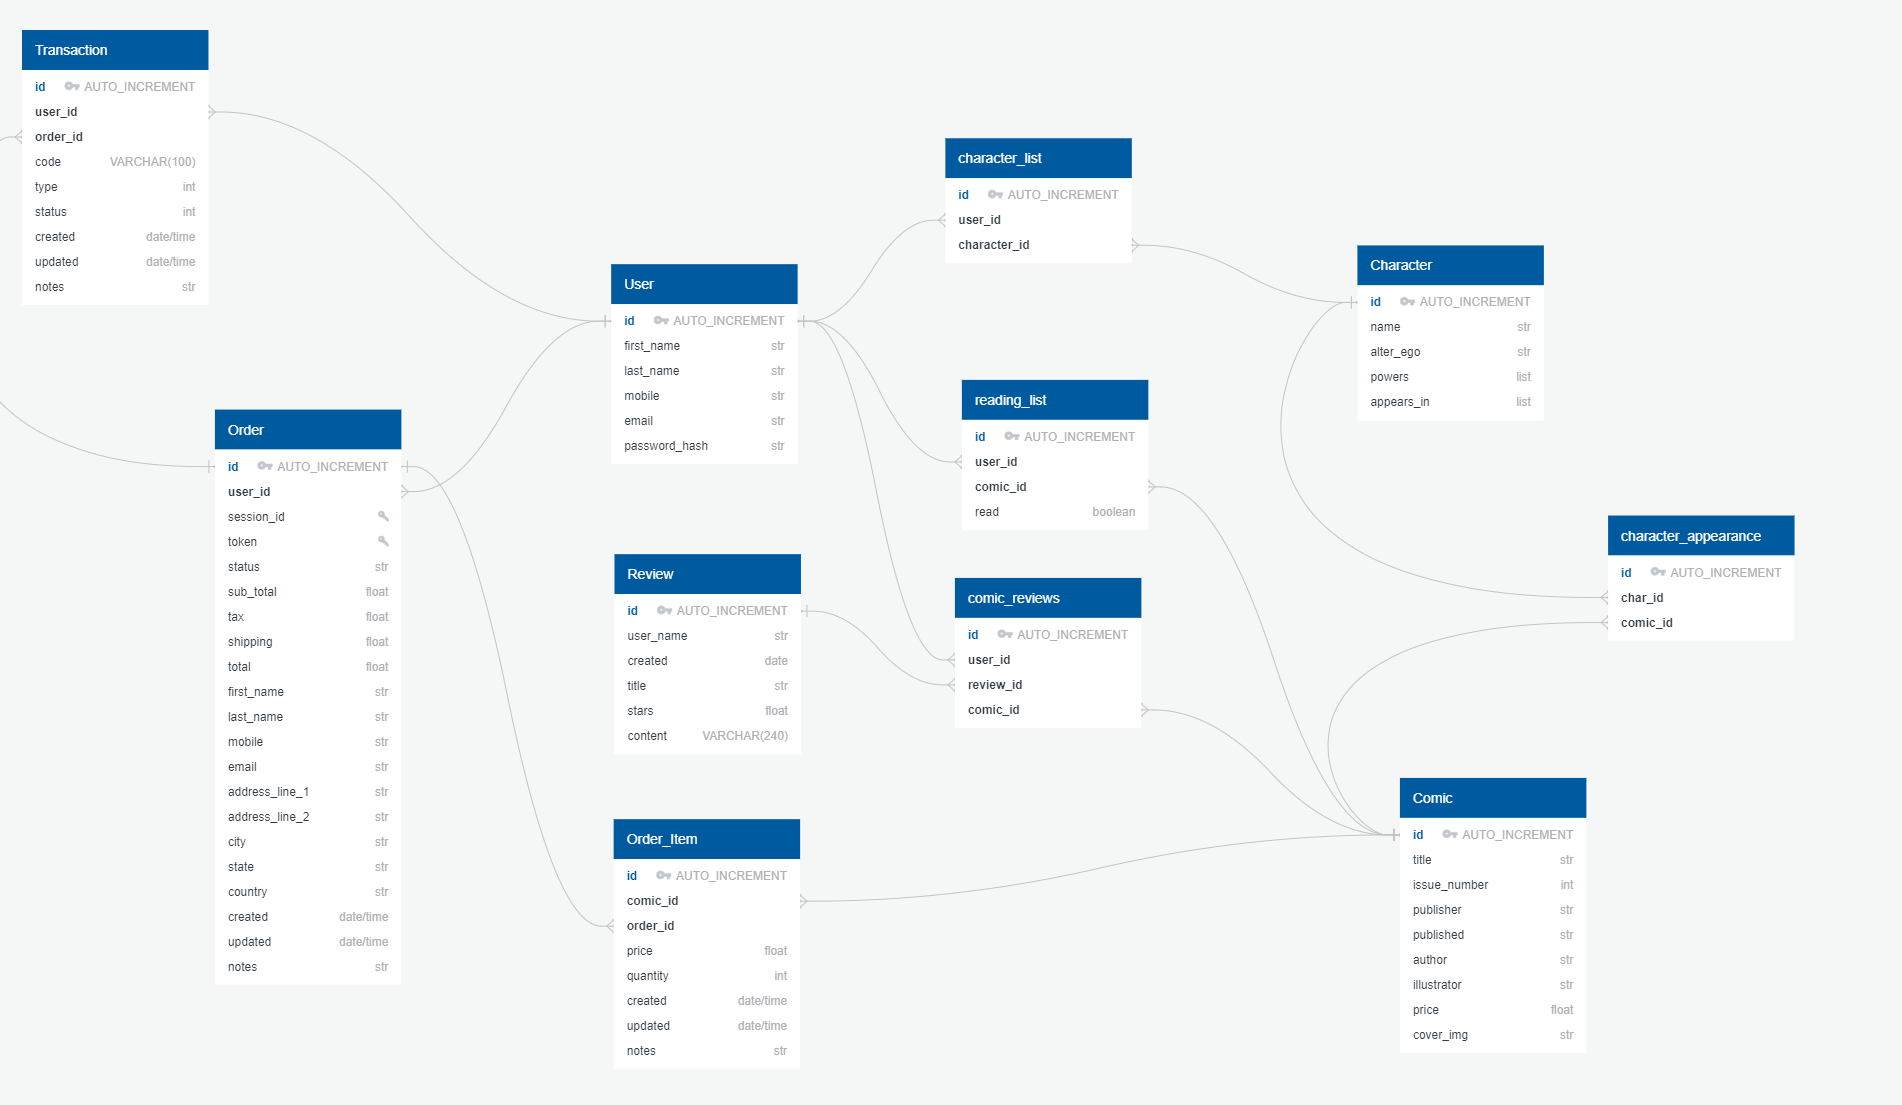 Transaction
id AUTO_INCREMENT
user_id
order_id
code VARCHAR(100)
type int
status int
created date/time
updated date/time
notes str
Order
id AUTO_INCREMENT
user_id
session_id
token
status str
sub_total float
tax float
shipping float
total float
first_name str
last_name str
mobile str
email str
address_line_1 str
address_line_2 str
city str
state str
country str
created date/time
updated date/time
notes str
User
id AUTO_INCREMENT
first_name str
last_name str
mobile str
email str
password_hash str
Review
id AUTO_INCREMENT
user_name str
created date
title str
stars float
content VARCHAR(240)
Order_Item
id AUTO_INCREMENT
comic_id
order_id
price float
quantity int
created date/time
updated date/time
notes str
character_list
id AUTO_INCREMENT
user_id
character_id
reading_list
id AUTO_INCREMENT
user_id
comic_id
read boolean
comic_reviews
id AUTO_INCREMENT
user_id
review_id
comic_id
Character
id AUTO_INCREMENT
name str
alter_ego str
powers list
appears_in list
character_appearance
id AUTO_INCREMENT
char_id
comic_id
Comic
id AUTO_INCREMENT
title str
issue_number int
publisher str
published str
author str
illustrator str
price float
cover_img str